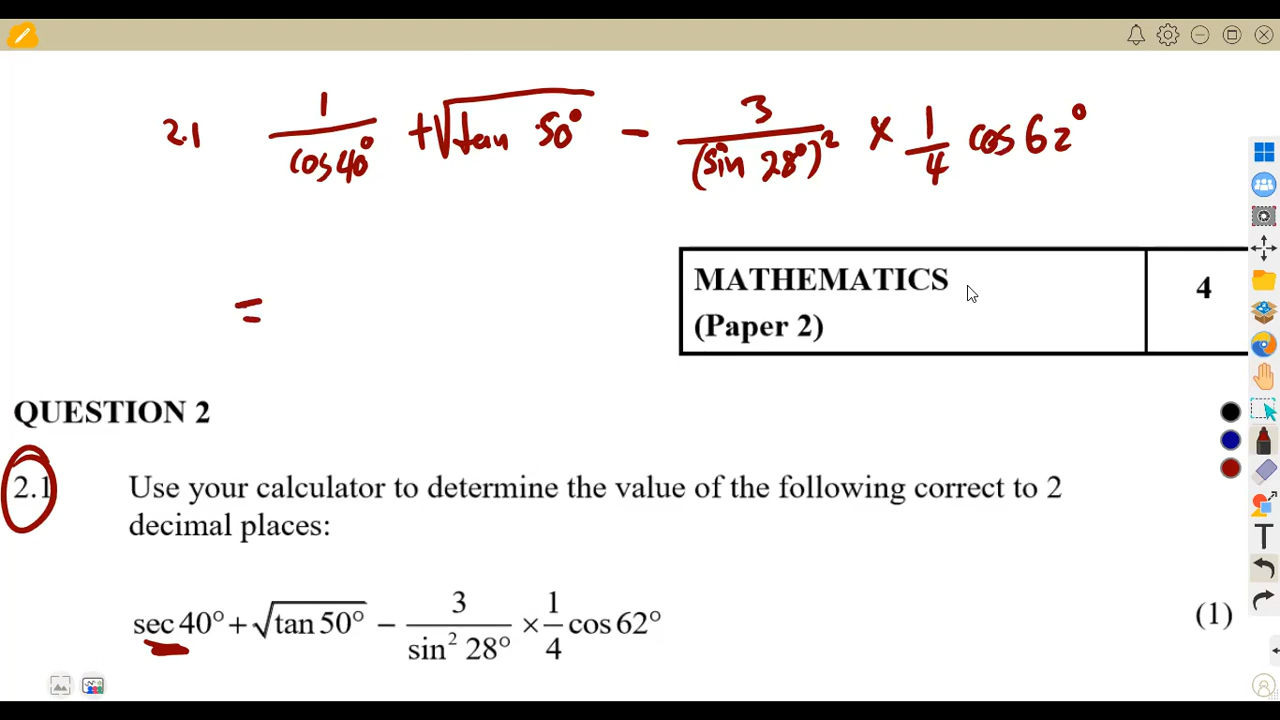 2.1 1/cos40° + √tan 50° − 3/(sin 28°)² × 1/4 cos 62°
=
MATHEMATICS 4
(Paper 2)
QUESTION 2
2.1 Use your calculator to determine the value of the following correct to 2
decimal places:
sec 40° + √tan 50° − 3/sin² 28° × 1/4 cos 62° (1)